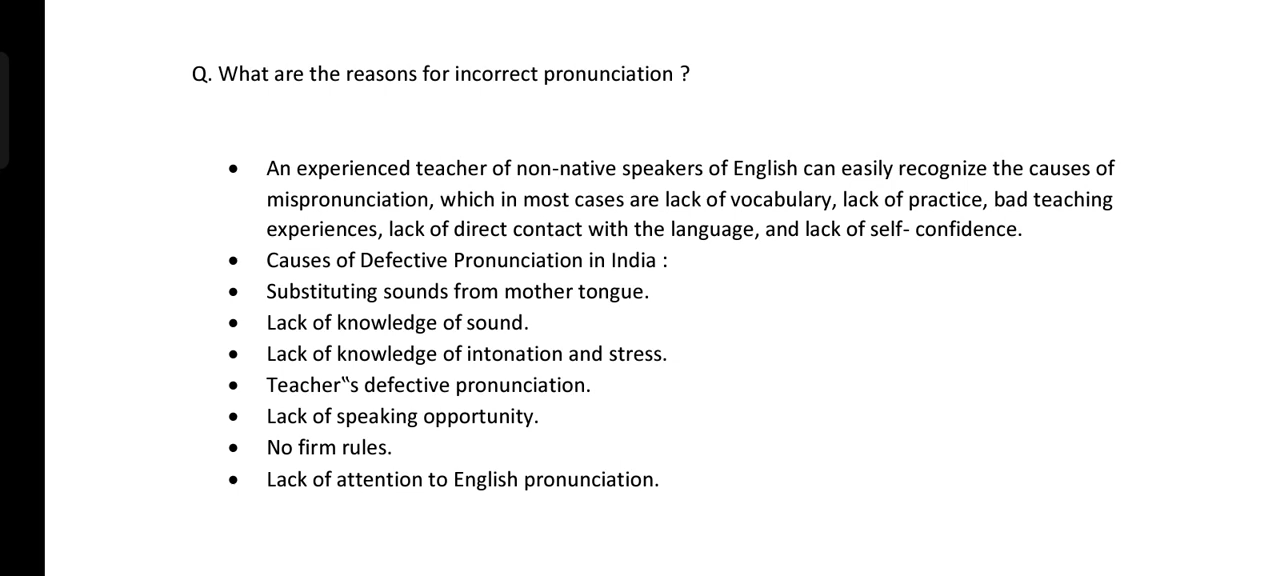 Q. What are the reasons for incorrect pronunciation ?
• An experienced teacher of non-native speakers of English can easily recognize the causes of
mispronunciation, which in most cases are lack of vocabulary, lack of practice, bad teaching
experiences, lack of direct contact with the language, and lack of self- confidence.
• Causes of Defective Pronunciation in India :
• Substituting sounds from mother tongue.
• Lack of knowledge of sound.
• Lack of knowledge of intonation and stress.
• Teacher‟s defective pronunciation.
• Lack of speaking opportunity.
• No firm rules.
• Lack of attention to English pronunciation.